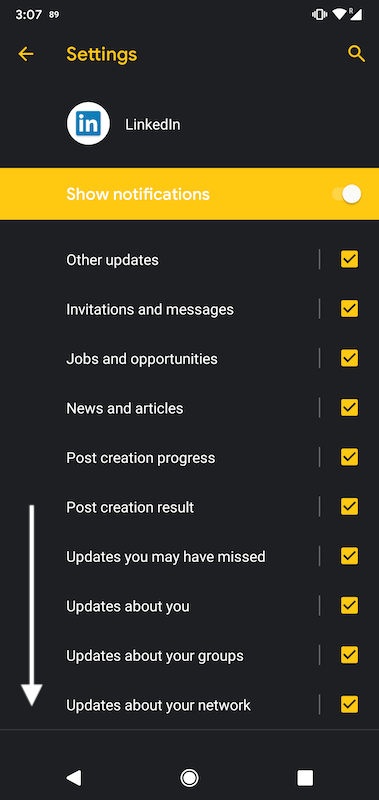 3:07 89
R
Settings
in
LinkedIn
Show notifications
Other updates
Invitations and messages
Jobs and opportunities
News and articles
Post creation progress
Post creation result
Updates you may have missed
Updates about you
Updates about your groups
Updates about your network